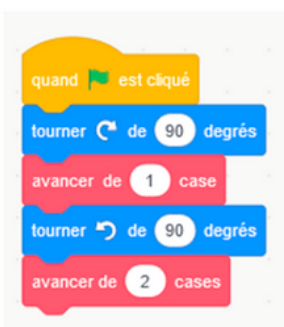 quand est cliqué
tourner de 90 degrés
avancer de 1 case
tourner de 90 degrés
avancer de 2 cases